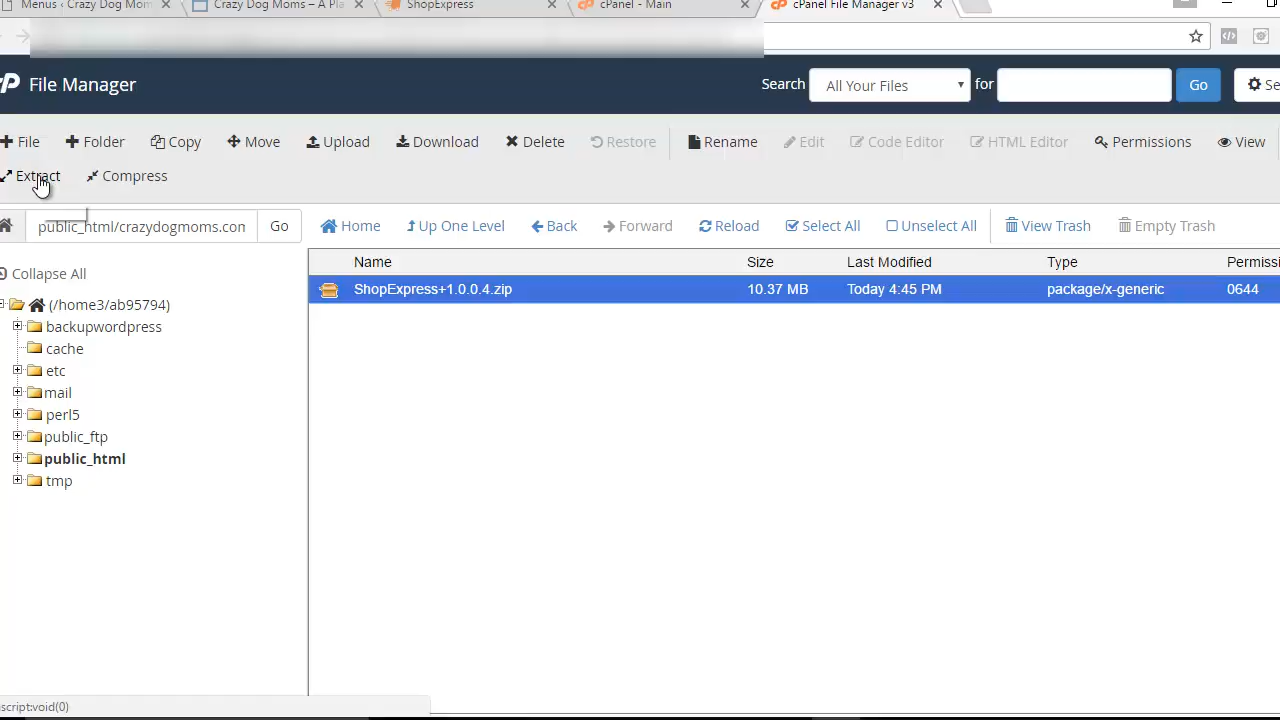 Menus ‹ Crazy Dog Mom
Crazy Dog Moms – A Pla
ShopExpress
cPanel - Main
cPanel File Manager v3
File Manager
Search
All Your Files
for
Go
Se
File
Folder
Copy
Move
Upload
Download
Delete
Restore
Rename
Edit
Code Editor
HTML Editor
Permissions
View
Extract
Compress
public_html/crazydogmoms.com
Go
Home
Up One Level
Back
Forward
Reload
Select All
Unselect All
View Trash
Empty Trash
Collapse All
Name
Size
Last Modified
Type
Permissi
ShopExpress+1.0.0.4.zip
10.37 MB
Today 4:45 PM
package/x-generic
0644
(/home3/ab95794)
backupwordpress
cache
etc
mail
perl5
public_ftp
public_html
tmp
script:void(0)